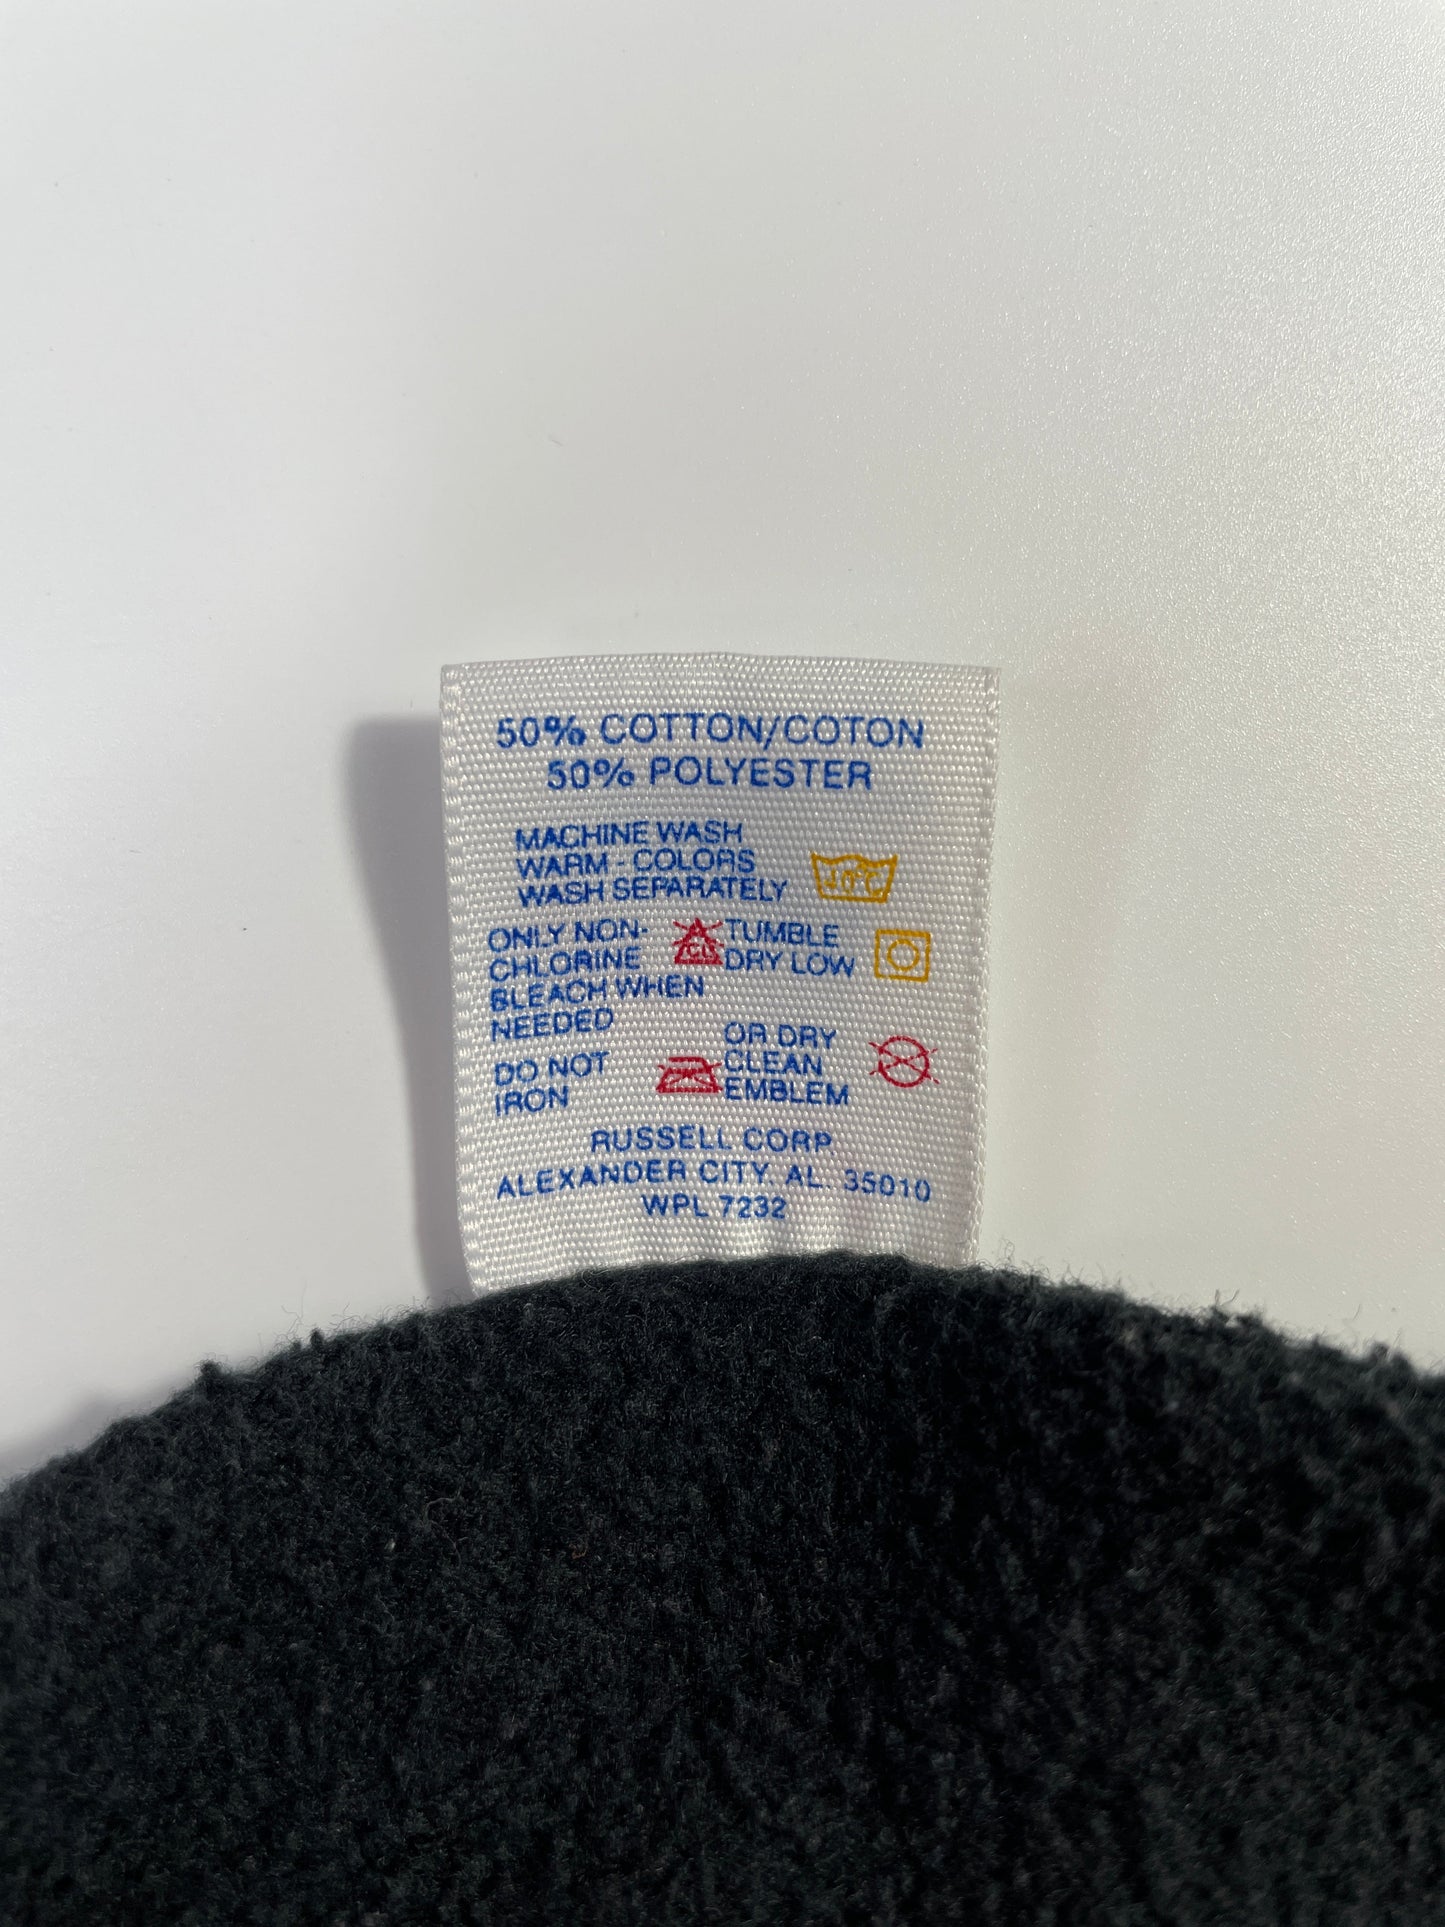 50% COTTON/COTON
50% POLYESTER
MACHINE WASH
WARM - COLORS
WASH SEPARATELY
ONLY NON-
CHLORINE
BLEACH WHEN
NEEDED
CL
TUMBLE
DRY LOW
DO NOT
IRON
OR DRY
CLEAN
EMBLEM
RUSSELL CORP.
ALEXANDER CITY, AL. 35010
WPL 7232